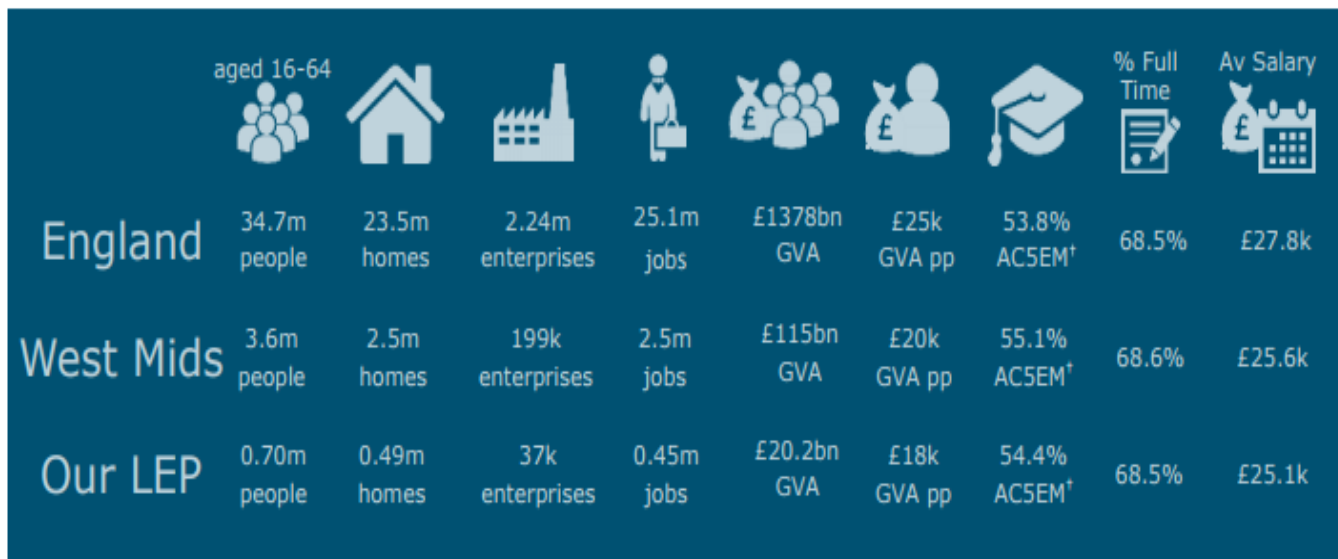 aged 16-64
% Full
Time
Av Salary
£
£
£
England
34.7m
people
23.5m
homes
2.24m
enterprises
25.1m
jobs
£1378bn
GVA
£25k
GVA pp
53.8%
AC5EM†
68.5%
£27.8k
West Mids
3.6m
people
2.5m
homes
199k
enterprises
2.5m
jobs
£115bn
GVA
£20k
GVA pp
55.1%
AC5EM†
68.6%
£25.6k
Our LEP
0.70m
people
0.49m
homes
37k
enterprises
0.45m
jobs
£20.2bn
GVA
£18k
GVA pp
54.4%
AC5EM†
68.5%
£25.1k